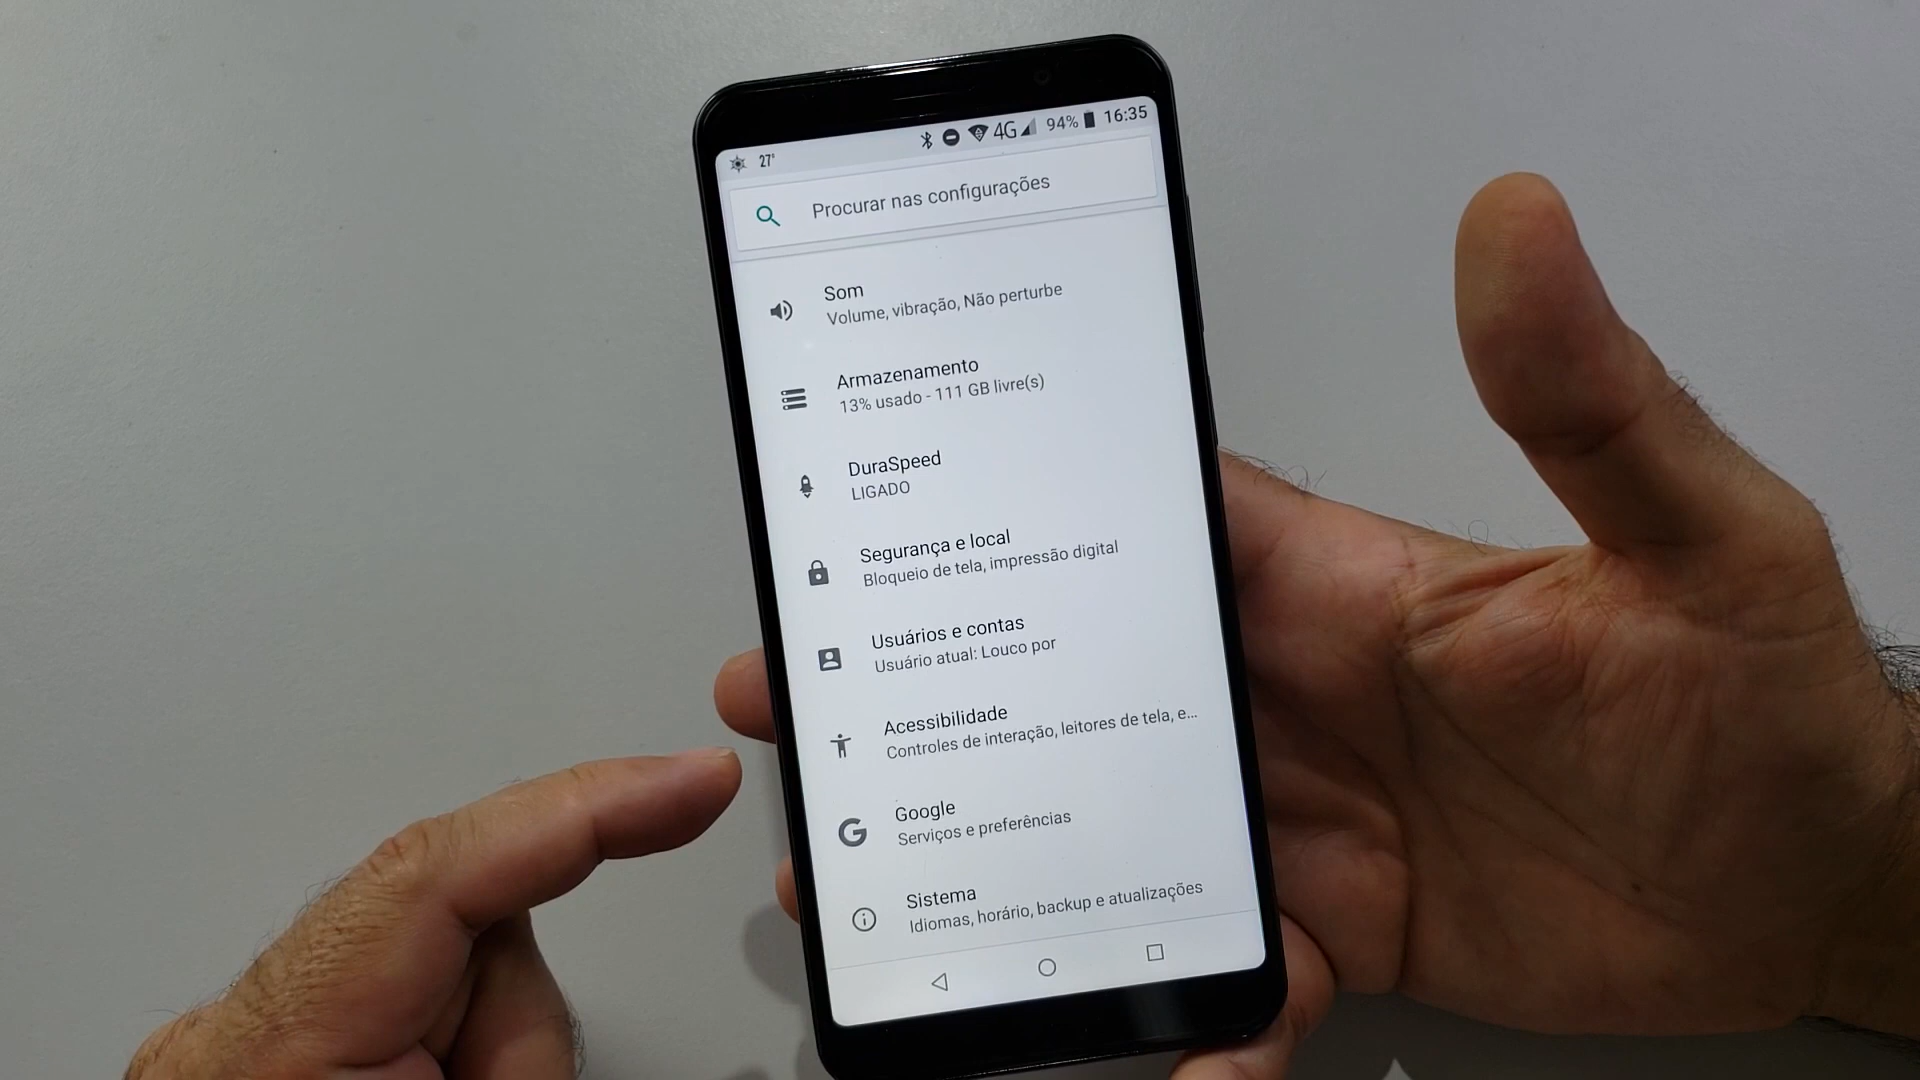 27° 4G 94% 16:35
Procurar nas configurações
Som
Volume, vibração, Não perturbe
Armazenamento
13% usado - 111 GB livre(s)
DuraSpeed
LIGADO
Segurança e local
Bloqueio de tela, impressão digital
Usuários e contas
Usuário atual: Louco por
Acessibilidade
Controles de interação, leitores de tela, e...
Google
Serviços e preferências
Sistema
Idiomas, horário, backup e atualizações